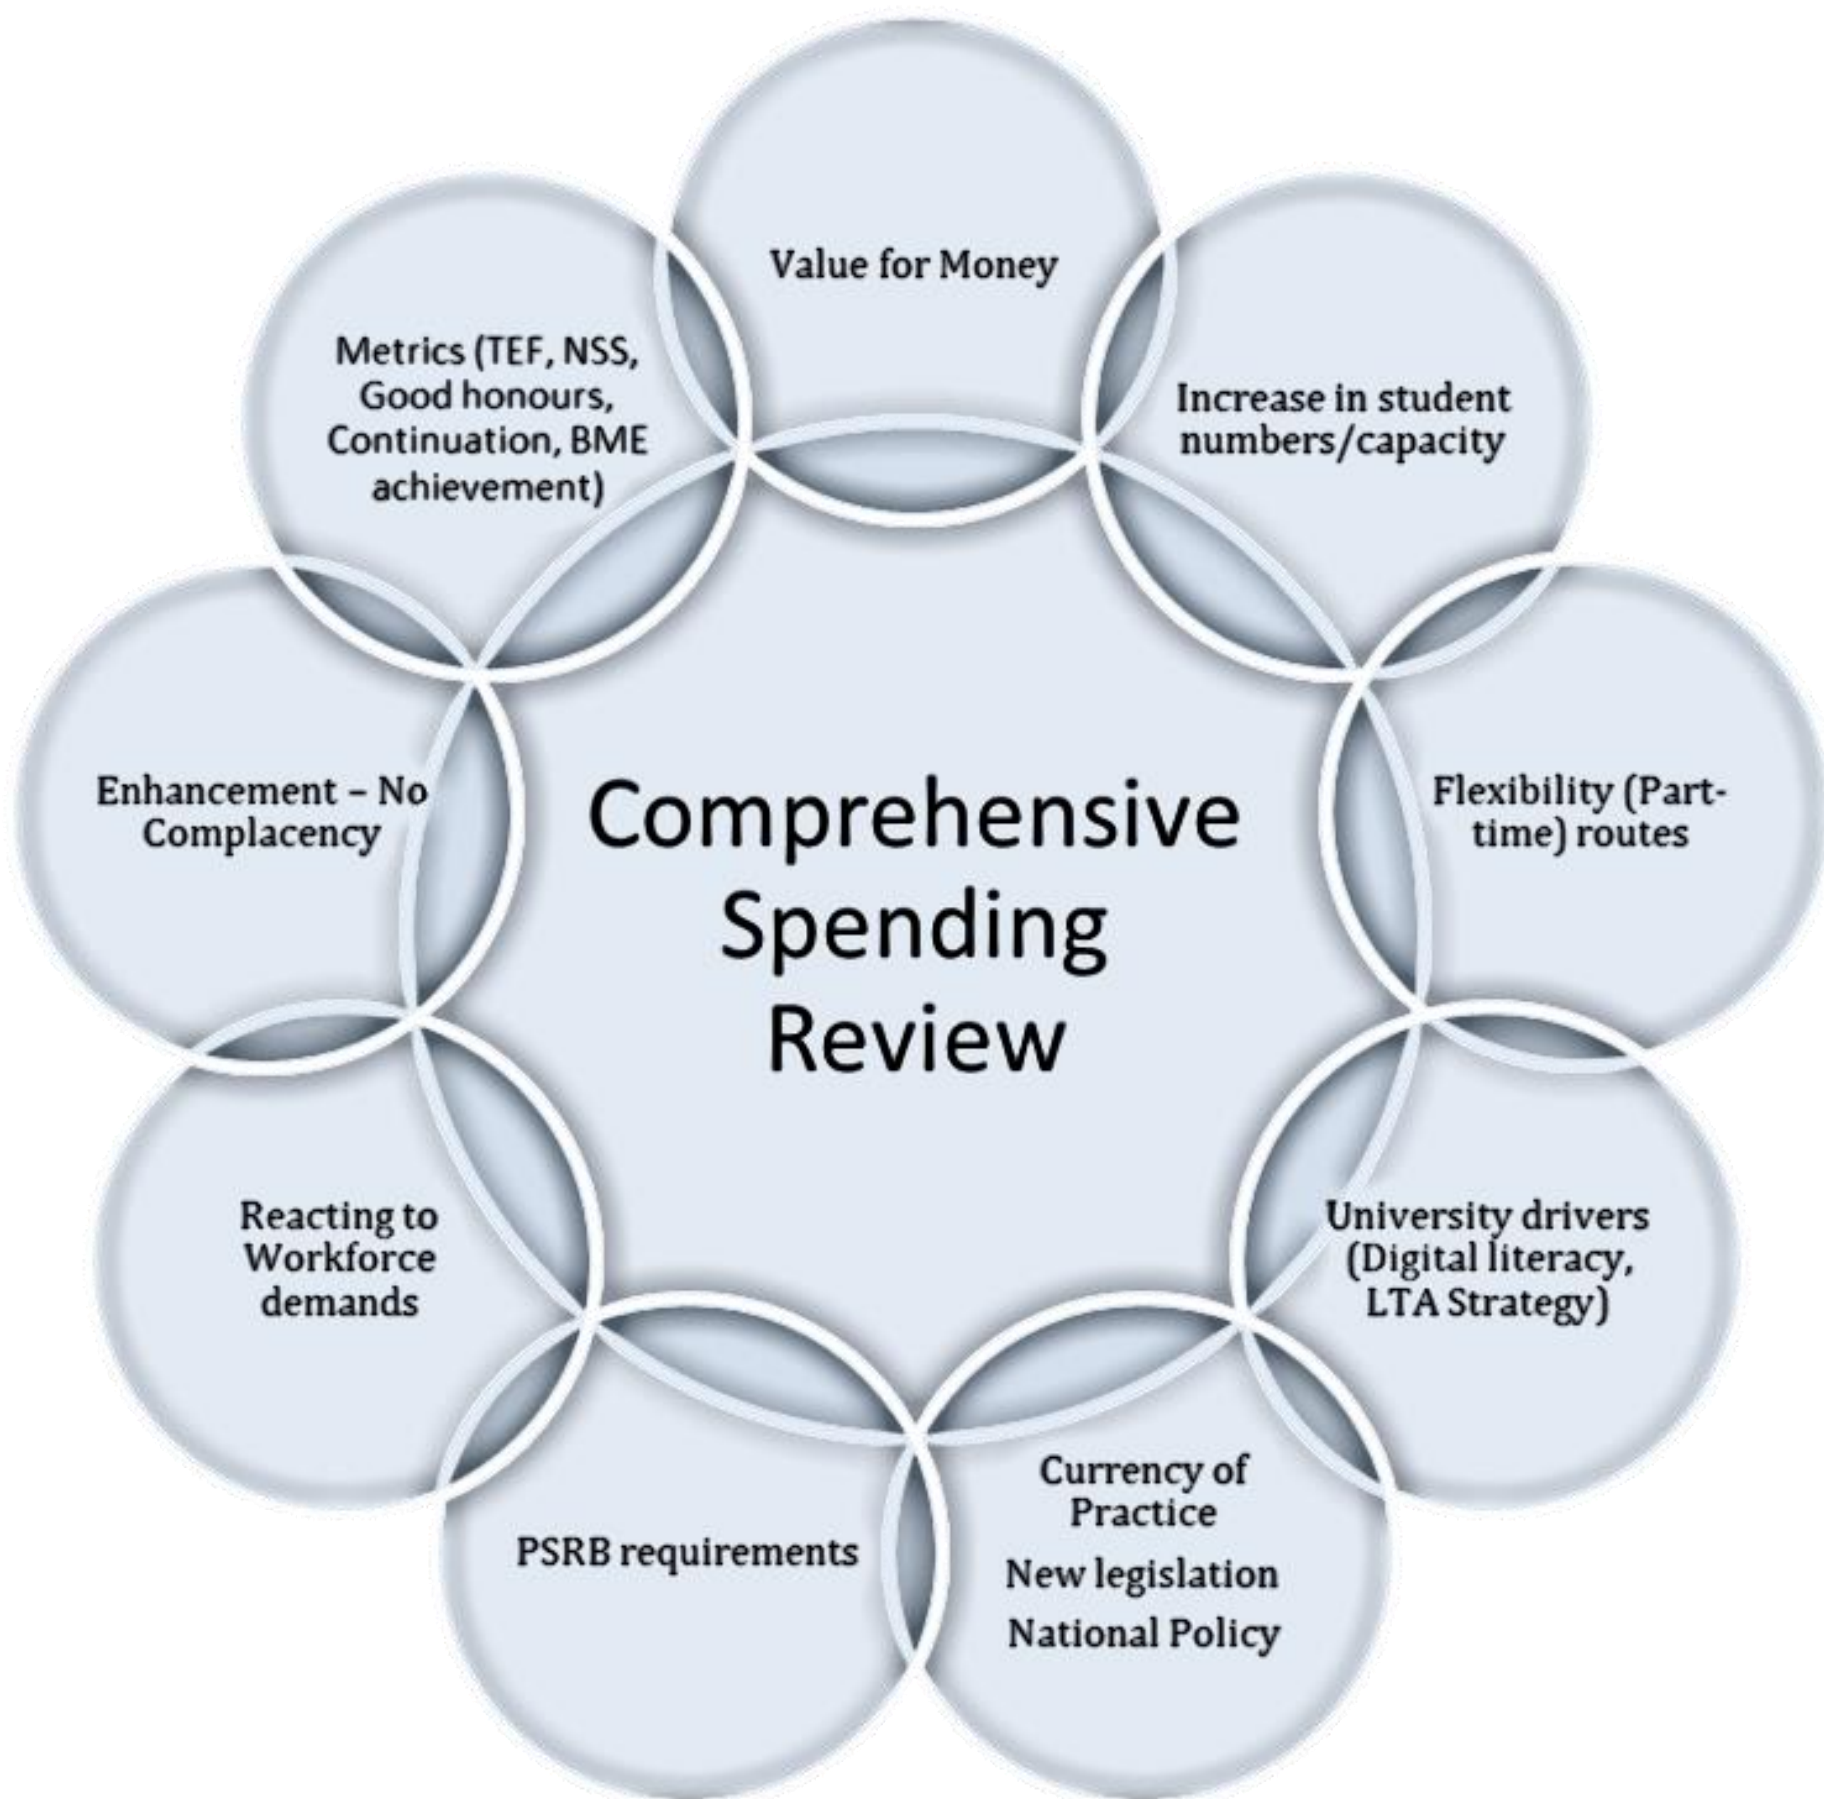 Value for Money
Increase in student
numbers/capacity
Flexibility (Part-
time) routes
University drivers
(Digital literacy,
LTA Strategy)
Currency of
Practice
New legislation
National Policy
PSRB requirements
Reacting to
Workforce
demands
Enhancement – No
Complacency
Metrics (TEF, NSS,
Good honours,
Continuation, BME
achievement)
Comprehensive
Spending
Review